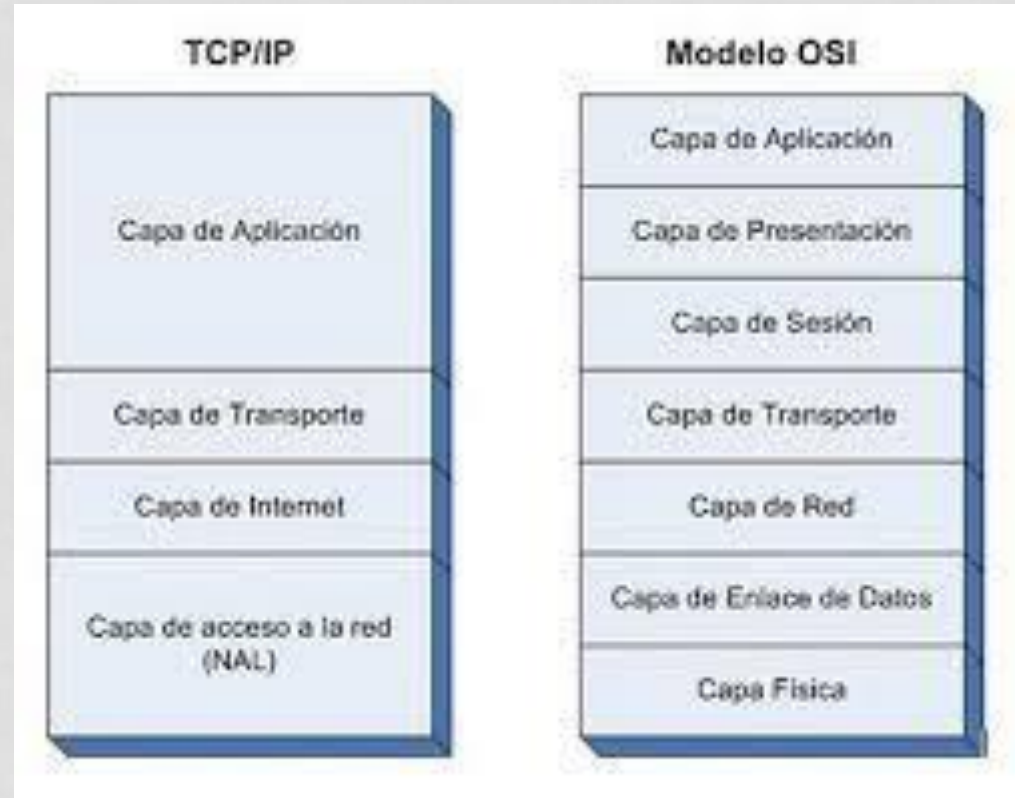 TCP/IP
Capa de Aplicación
Capa de Transporte
Capa de Internet
Capa de acceso a la red
(NAL)
Modelo OSI
Capa de Aplicación
Capa de Presentación
Capa de Sesión
Capa de Transporte
Capa de Red
Capa de Enlace de Datos
Capa Física